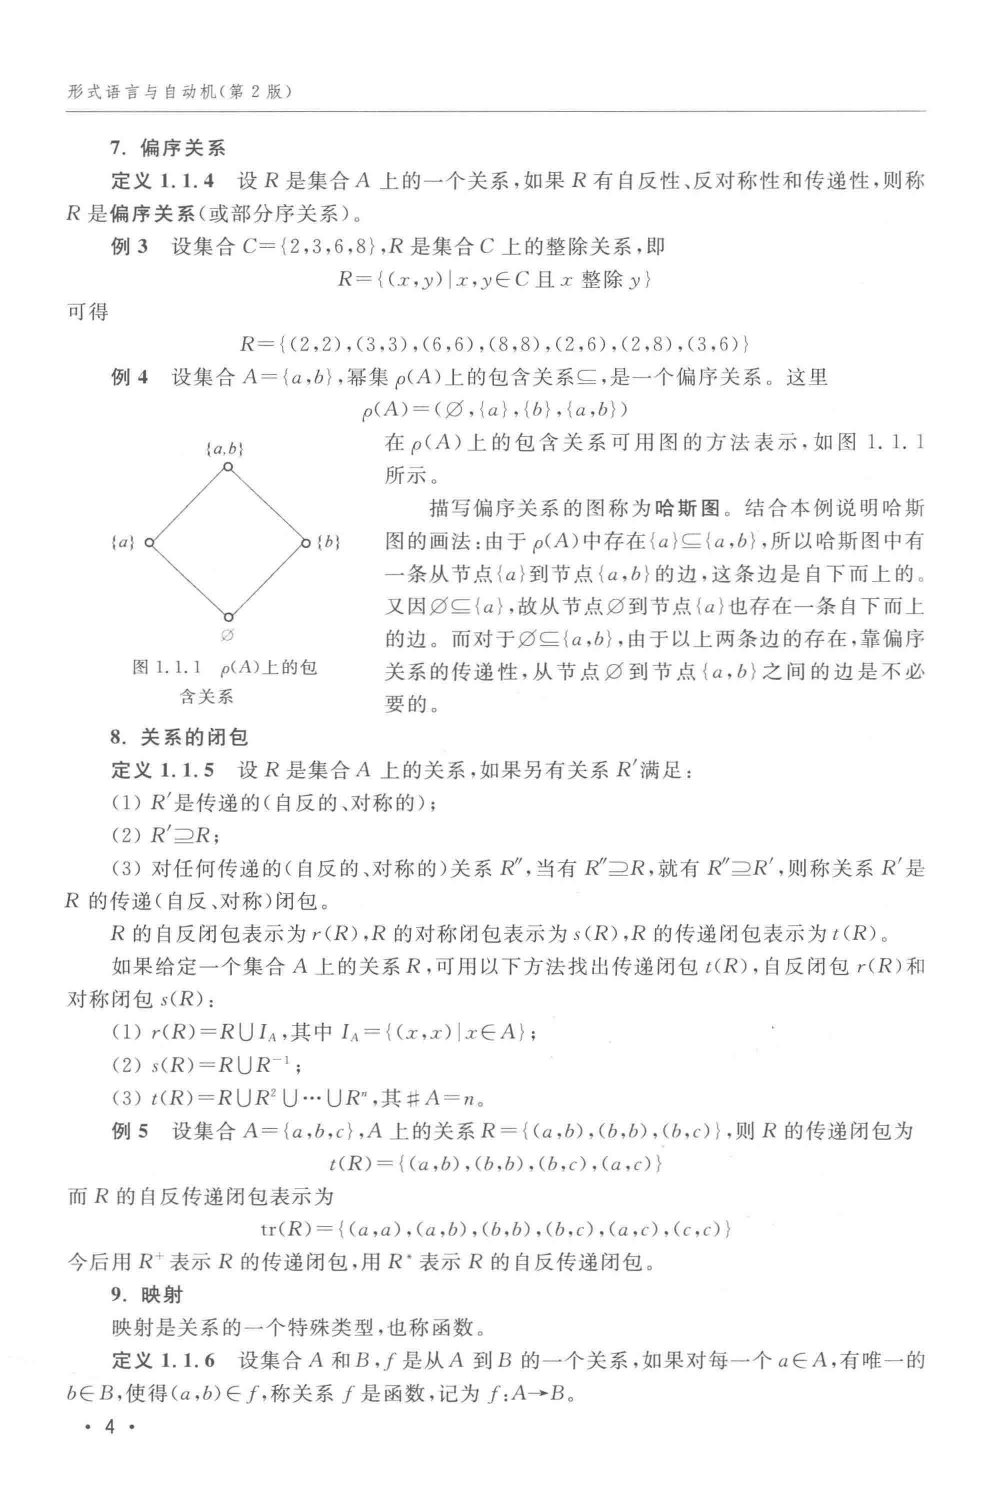 形式语言与自动机(第2版)
7. 偏序关系
定义 1.1.4 设 R 是集合 A 上的一个关系,如果 R 有自反性、反对称性和传递性,则称
R 是偏序关系(或部分序关系)。
例 3 设集合 C={2,3,6,8},R 是集合 C 上的整除关系,即
R={(x,y)|x,y∈C 且 x 整除 y}
可得
R={(2,2),(3,3),(6,6),(8,8),(2,6),(2,8),(3,6)}
例 4 设集合 A={a,b},幂集 ρ(A)上的包含关系⊆,是一个偏序关系。这里
ρ(A)=(∅,{a},{b},{a,b})
{a,b}
{a}
{b}
∅
图 1.1.1 ρ(A)上的包
含关系
在 ρ(A)上的包含关系可用图的方法表示,如图 1.1.1
所示。
描写偏序关系的图称为哈斯图。结合本例说明哈斯
图的画法:由于 ρ(A)中存在{a}⊆{a,b},所以哈斯图中有
一条从节点{a}到节点{a,b}的边,这条边是自下而上的。
又因∅⊆{a},故从节点∅到节点{a}也存在一条自下而上
的边。而对于∅⊆{a,b},由于以上两条边的存在,靠偏序
关系的传递性,从节点∅到节点{a,b}之间的边是不必
要的。
8. 关系的闭包
定义 1.1.5 设 R 是集合 A 上的关系,如果另有关系 R′满足:
(1) R′是传递的(自反的、对称的);
(2) R′⊇R;
(3) 对任何传递的(自反的、对称的)关系 R″,当有 R″⊇R,就有 R″⊇R′,则称关系 R′是
R 的传递(自反、对称)闭包。
R 的自反闭包表示为 r(R),R 的对称闭包表示为 s(R),R 的传递闭包表示为 t(R)。
如果给定一个集合 A 上的关系 R,可用以下方法找出传递闭包 t(R),自反闭包 r(R)和
对称闭包 s(R):
(1) r(R)=R∪I_A,其中 I_A={(x,x)|x∈A};
(2) s(R)=R∪R⁻¹;
(3) t(R)=R∪R²∪…∪Rⁿ,其♯A=n。
例 5 设集合 A={a,b,c},A 上的关系 R={(a,b),(b,b),(b,c)},则 R 的传递闭包为
t(R)={(a,b),(b,b),(b,c),(a,c)}
而 R 的自反传递闭包表示为
tr(R)={(a,a),(a,b),(b,b),(b,c),(a,c),(c,c)}
今后用 R⁺表示 R 的传递闭包,用 R*表示 R 的自反传递闭包。
9. 映射
映射是关系的一个特殊类型,也称函数。
定义 1.1.6 设集合 A 和 B,f 是从 A 到 B 的一个关系,如果对每一个 a∈A,有唯一的
b∈B,使得(a,b)∈f,称关系 f 是函数,记为 f:A→B。
· 4 ·